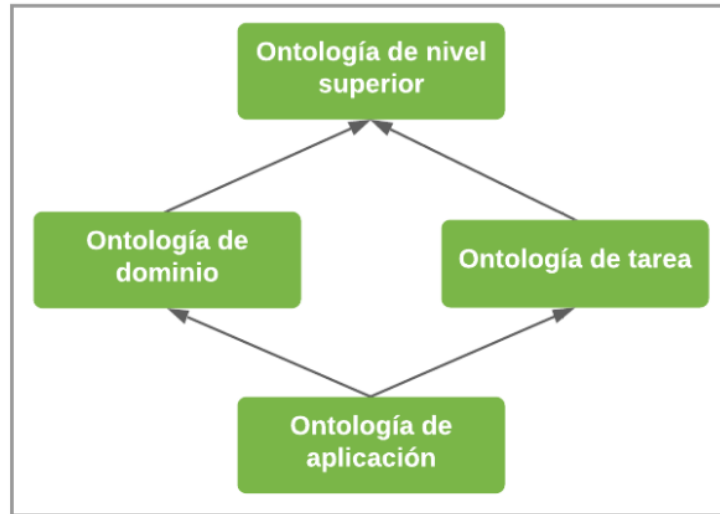 Ontología de nivel
superior
Ontología de
dominio
Ontología de tarea
Ontología de
aplicación